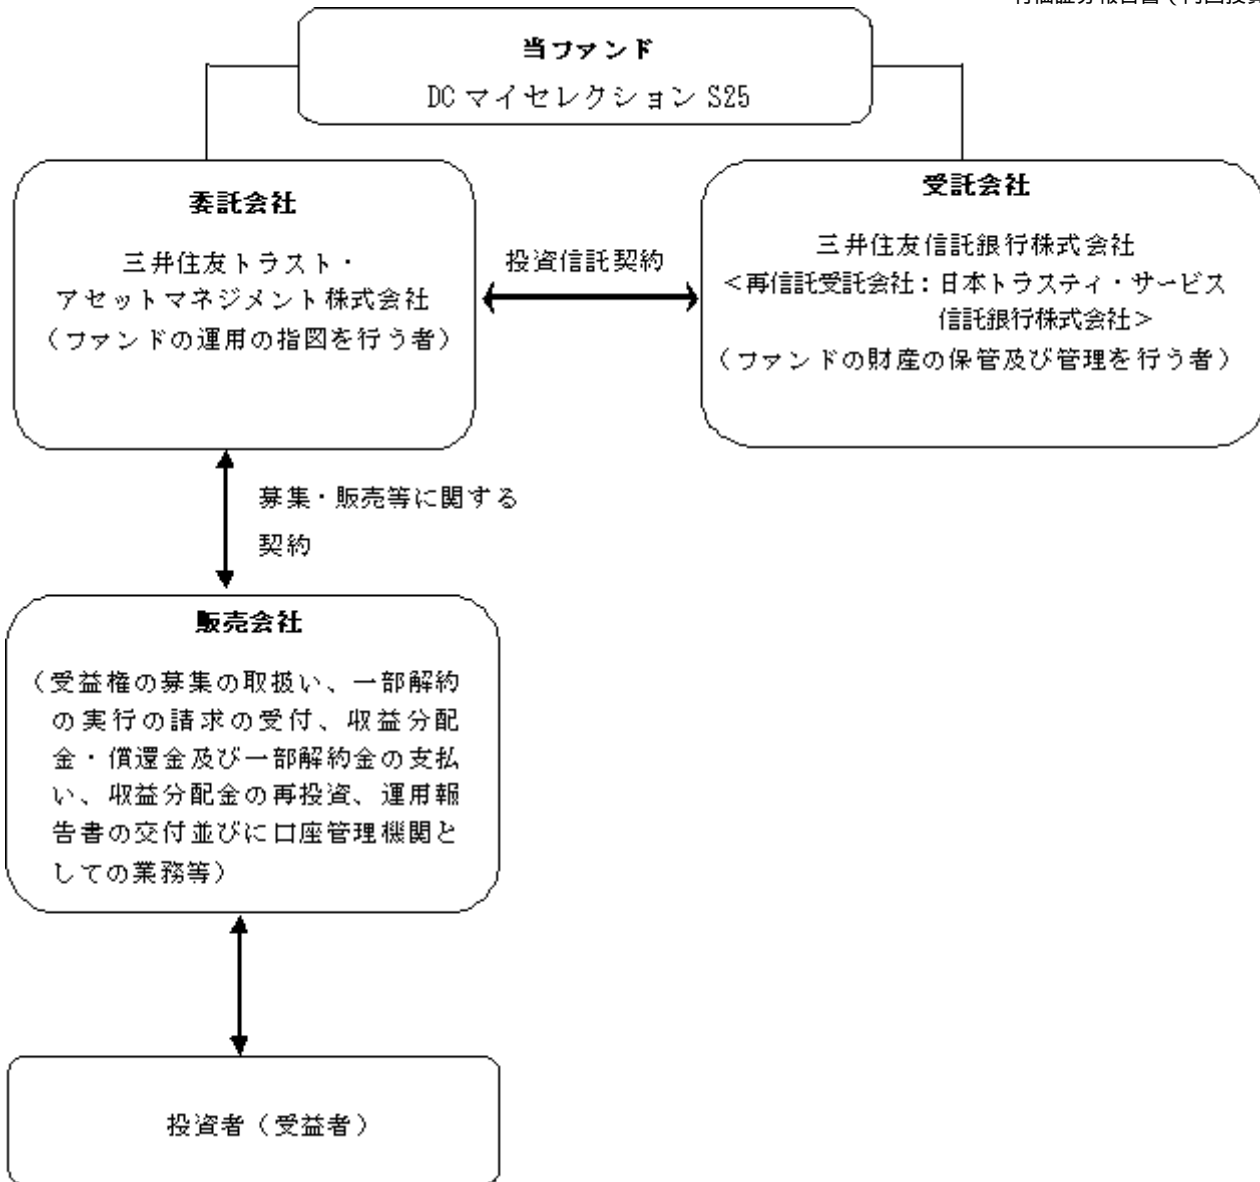 当ファンド
DCマイセレクションS25
委託会社
三井住友トラスト・
アセットマネジメント株式会社
（ファンドの運用の指図を行う者）
投資信託契約
受託会社
三井住友信託銀行株式会社
＜再信託受託会社：日本トラスティ・サービス
信託銀行株式会社＞
（ファンドの財産の保管及び管理を行う者）
募集・販売等に関する
契約
販売会社
（受益権の募集の取扱い、一部解約
の実行の請求の受付、収益分配
金・償還金及び一部解約金の支払
い、収益分配金の再投資、運用報
告書の交付並びに口座管理機関と
しての業務等）
投資者（受益者）